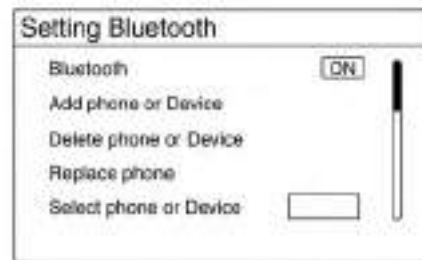 Setting Bluetooth
Bluetooth ON
Add phone or Device
Delete phone or Device
Replace phone
Select phone or Device